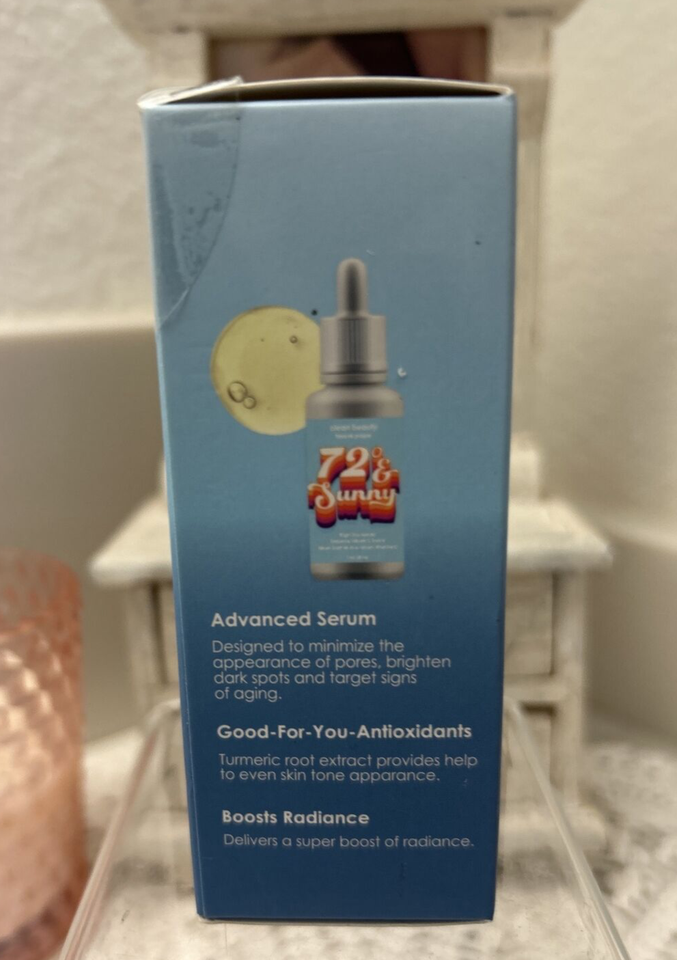 clean beauty
72° &
Sunny
Advanced Serum
Designed to minimize the
appearance of pores, brighten
dark spots and target signs
of aging.
Good-For-You-Antioxidants
Turmeric root extract provides help
to even skin tone apparance.
Boosts Radiance
Delivers a super boost of radiance.